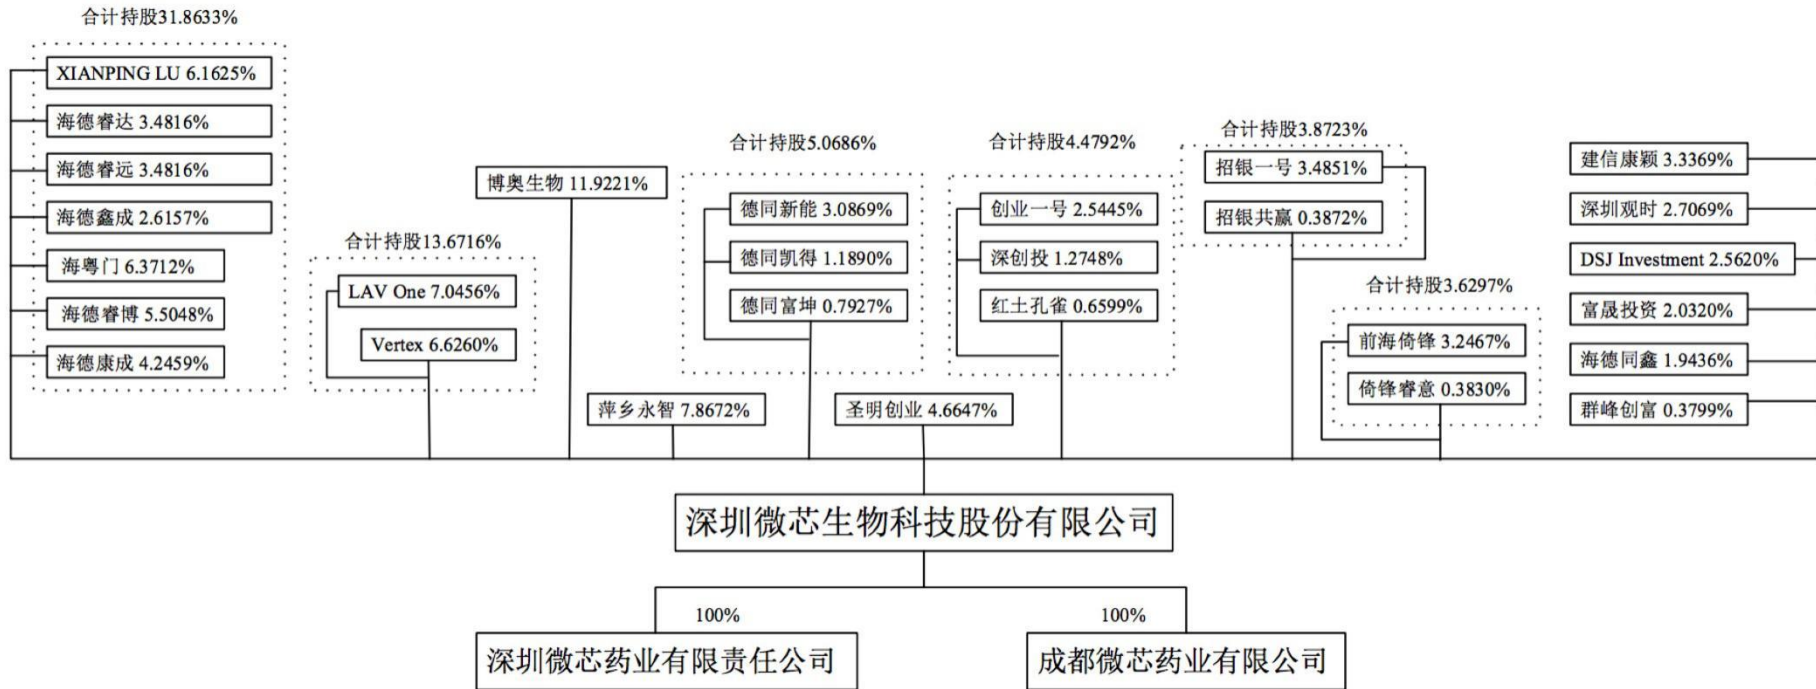 合计持股31.8633%
XIANPING LU 6.1625%
海德睿达 3.4816%
海德睿远 3.4816%
海德鑫成 2.6157%
海粤门 6.3712%
海德睿博 5.5048%
海德康成 4.2459%
合计持股13.6716%
LAV One 7.0456%
Vertex 6.6260%
博奥生物 11.9221%
萍乡永智 7.8672%
合计持股5.0686%
德同新能 3.0869%
德同凯得 1.1890%
德同富坤 0.7927%
圣明创业 4.6647%
合计持股4.4792%
创业一号 2.5445%
深创投 1.2748%
红土孔雀 0.6599%
合计持股3.8723%
招银一号 3.4851%
招银共赢 0.3872%
合计持股3.6297%
前海倚锋 3.2467%
倚锋睿意 0.3830%
建信康颖 3.3369%
深圳观时 2.7069%
DSJ Investment 2.5620%
富晟投资 2.0320%
海德同鑫 1.9436%
群峰创富 0.3799%
深圳微芯生物科技股份有限公司
100%
100%
深圳微芯药业有限责任公司
成都微芯药业有限公司